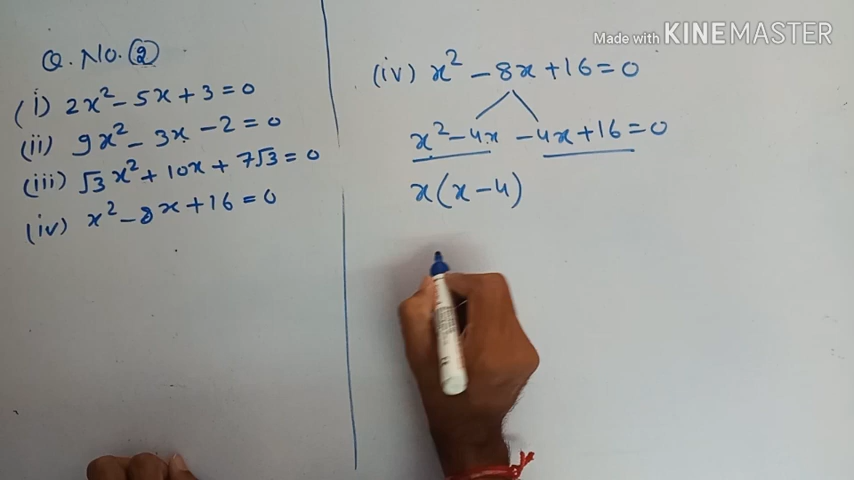 Made with KINEMASTER
Q. No. ②
(i) 2x² - 5x + 3 = 0
(ii) 9x² - 3x - 2 = 0
(iii) √3 x² + 10x + 7√3 = 0
(iv) x² - 8x + 16 = 0
(iv) x² - 8x + 16 = 0
x² - 4x - 4x + 16 = 0
x(x - 4)